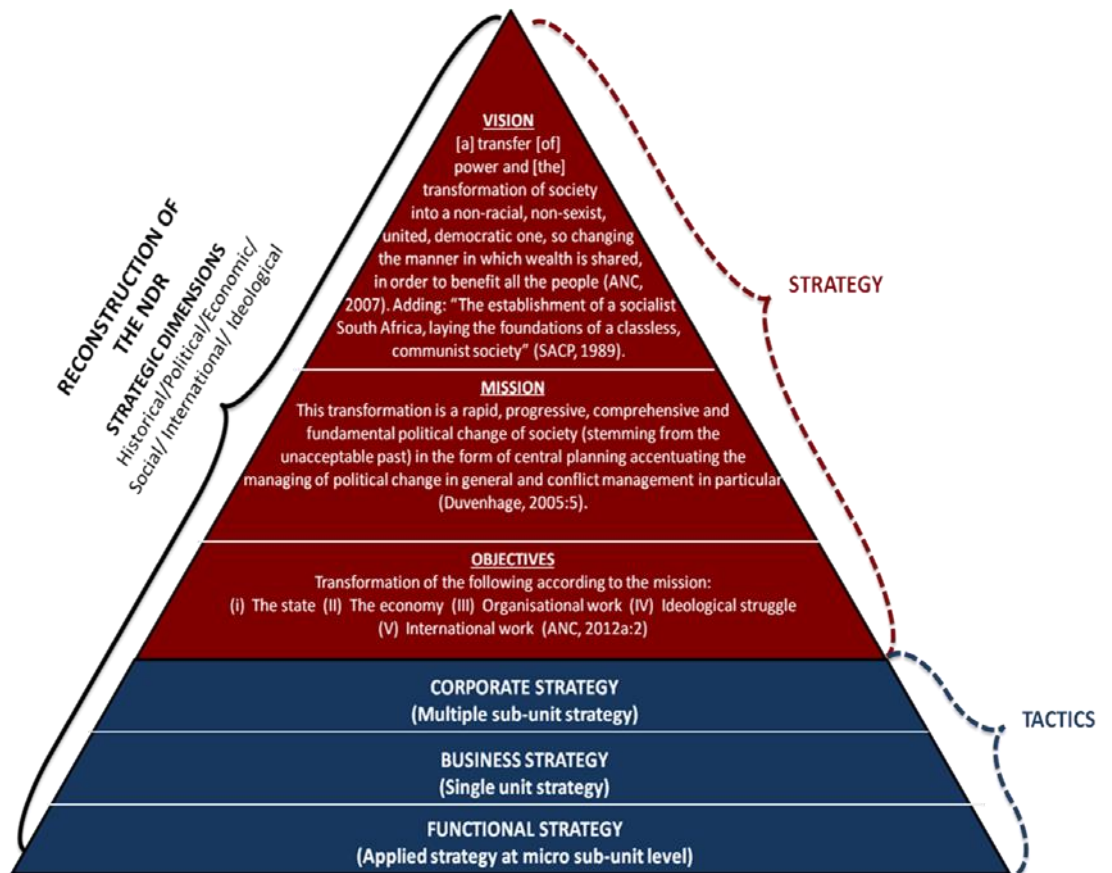 RECONSTRUCTION OF
THE NDR
STRATEGIC DIMENSIONS
Historical/Political/Economic/
Social/ International/ Ideological
VISION
[a] transfer [of]
power and [the]
transformation of society
into a non-racial, non-sexist,
united, democratic one, so changing
the manner in which wealth is shared,
in order to benefit all the people (ANC,
2007). Adding: “The establishment of a socialist
South Africa, laying the foundations of a classless,
communist society” (SACP, 1989).
MISSION
This transformation is a rapid, progressive, comprehensive and
fundamental political change of society (stemming from the
unacceptable past) in the form of central planning accentuating the
managing of political change in general and conflict management in particular
(Duvenhage, 2005:5).
OBJECTIVES
Transformation of the following according to the mission:
(i) The state (II) The economy (III) Organisational work (IV) Ideological struggle
(V) International work (ANC, 2012a:2)
STRATEGY
CORPORATE STRATEGY
(Multiple sub-unit strategy)
BUSINESS STRATEGY
(Single unit strategy)
FUNCTIONAL STRATEGY
(Applied strategy at micro sub-unit level)
TACTICS